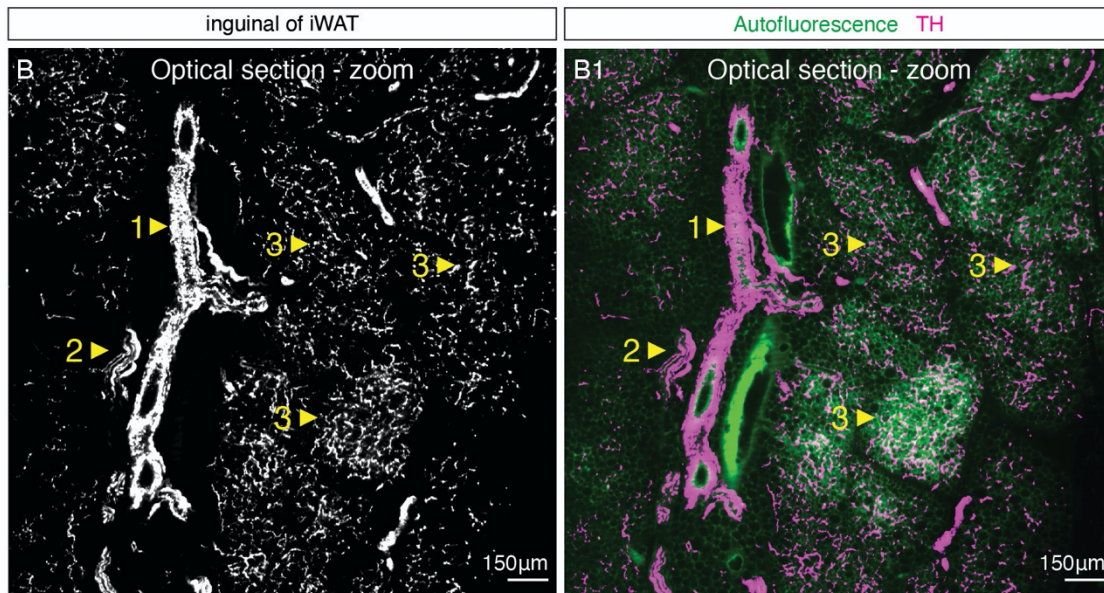 inguinal of iWAT
Autofluorescence TH
B Optical section - zoom
B1 Optical section - zoom
1
3
3
2
3
150µm
1
3
3
2
3
150µm